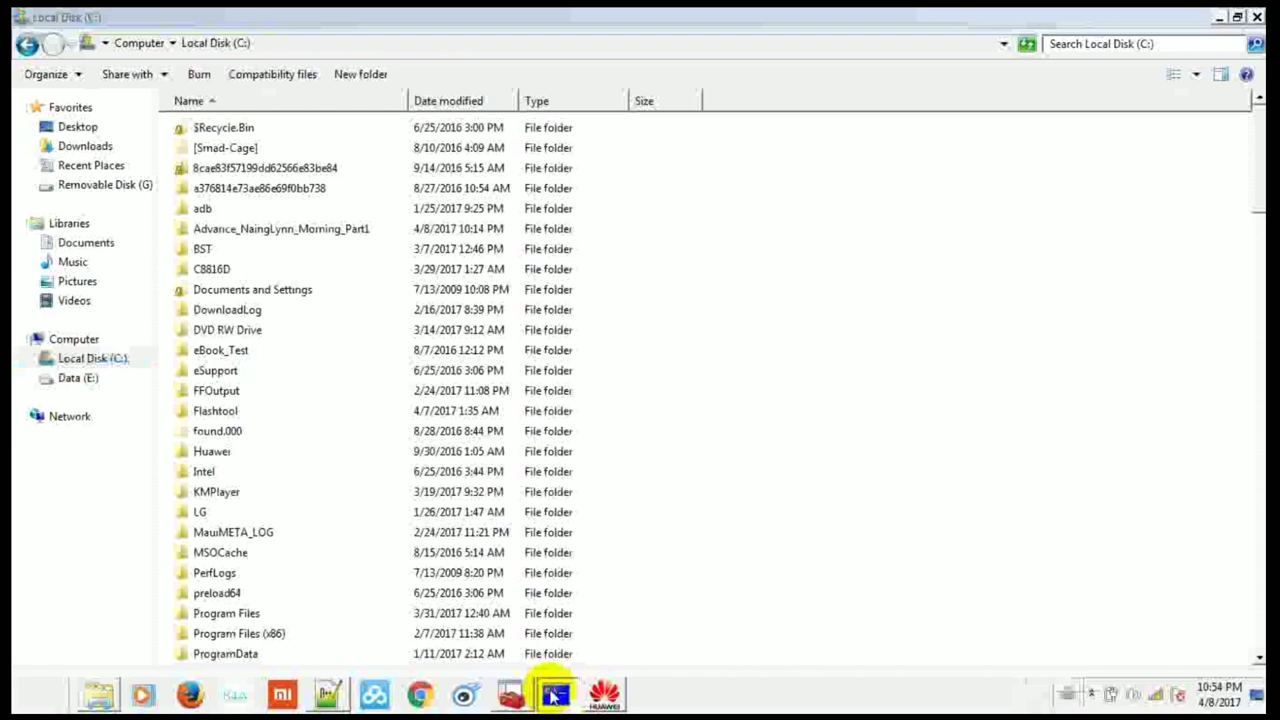 Local Disk (C:)
Computer Local Disk (C:)
Search Local Disk (C:)
Organize Share with Burn Compatibility files New folder
Name Date modified Type Size
Favorites
Desktop
Downloads
Recent Places
Removable Disk (G)
Libraries
Documents
Music
Pictures
Videos
Computer
Local Disk (C:)
Data (E:)
Network
$Recycle.Bin 6/25/2016 3:00 PM File folder
[Smad-Cage] 8/10/2016 4:09 AM File folder
8cae83f57199dd62566e83be84 9/14/2016 5:15 AM File folder
a376814e73ae86e69f0bb738 8/27/2016 10:54 AM File folder
adb 1/25/2017 9:25 PM File folder
Advance_NaingLynn_Morning_Part1 4/8/2017 10:14 PM File folder
BST 3/7/2017 12:46 PM File folder
C8816D 3/29/2017 1:27 AM File folder
Documents and Settings 7/13/2009 10:08 PM File folder
DownloadLog 2/16/2017 8:39 PM File folder
DVD RW Drive 3/14/2017 9:12 AM File folder
eBook_Test 8/7/2016 12:12 PM File folder
eSupport 6/25/2016 3:06 PM File folder
FFOutput 2/24/2017 11:08 PM File folder
Flashtool 4/7/2017 1:35 AM File folder
found.000 8/28/2016 8:44 PM File folder
Huawei 9/30/2016 1:05 AM File folder
Intel 6/25/2016 3:44 PM File folder
KMPlayer 3/19/2017 9:32 PM File folder
LG 1/26/2017 1:47 AM File folder
MauiMETA_LOG 2/24/2017 11:21 PM File folder
MSOCache 8/15/2016 5:14 AM File folder
PerfLogs 7/13/2009 8:20 PM File folder
preload64 6/25/2016 3:06 PM File folder
Program Files 3/31/2017 12:40 AM File folder
Program Files (x86) 2/7/2017 11:38 AM File folder
ProgramData 1/11/2017 2:12 AM File folder
mi
HUAWEI
10:54 PM
4/8/2017